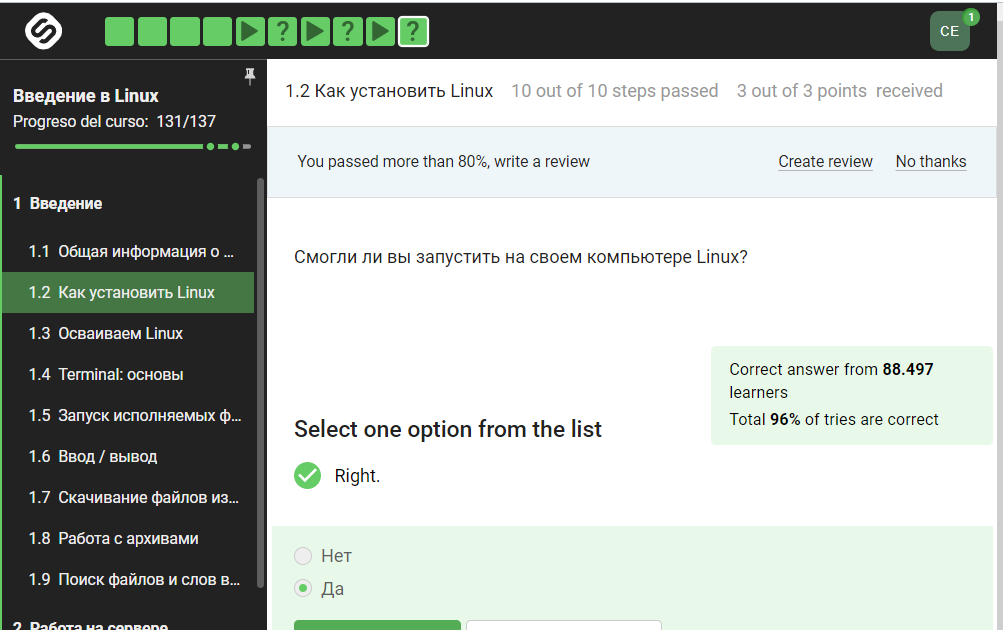 ? ? ?
CE
1
Введение в Linux
Progreso del curso: 131/137
1 Введение
1.1 Общая информация о ...
1.2 Как установить Linux
1.3 Осваиваем Linux
1.4 Terminal: основы
1.5 Запуск исполняемых ф...
1.6 Ввод / вывод
1.7 Скачивание файлов из...
1.8 Работа с архивами
1.9 Поиск файлов и слов в...
2 Работа на сервере
1.2 Как установить Linux 10 out of 10 steps passed 3 out of 3 points received
You passed more than 80%, write a review Create review No thanks
Смогли ли вы запустить на своем компьютере Linux?
Correct answer from 88.497
learners
Total 96% of tries are correct
Select one option from the list
Right.
Нет
Да